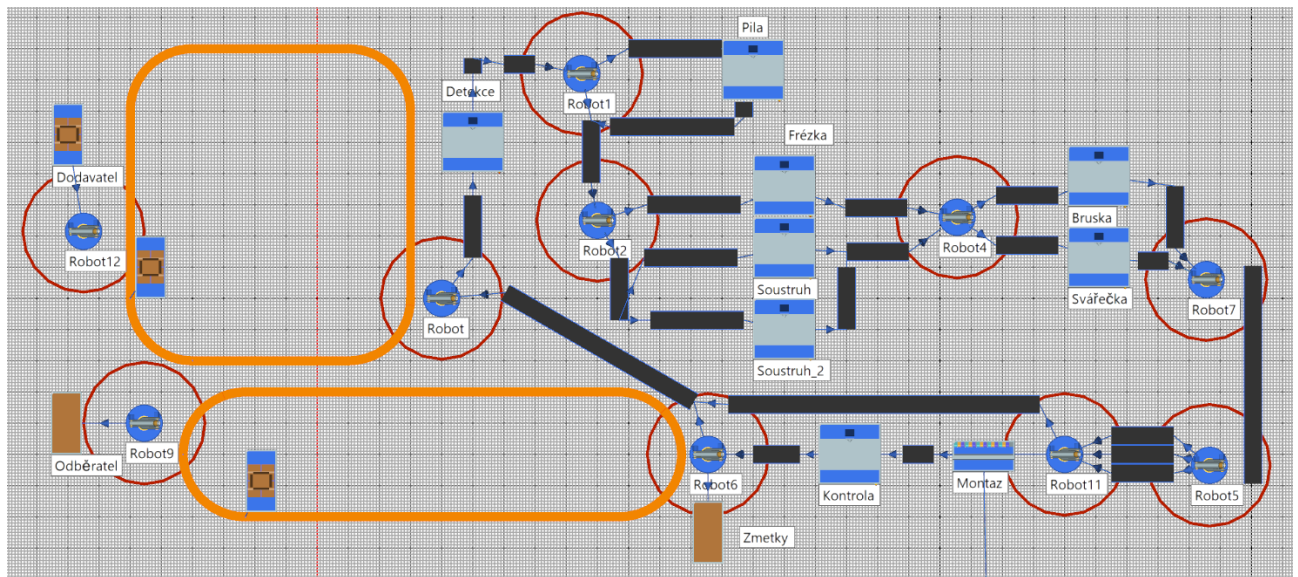 Pila
Detekce
Robot1
Frézka
Dodavatel
Robot12
Robot2
Robot4
Bruska
Robot
Soustruh
Svářečka
Robot7
Soustruh_2
Odběratel
Robot9
Robot6
Kontrola
Montaz
Robot11
Robot5
Zmetky